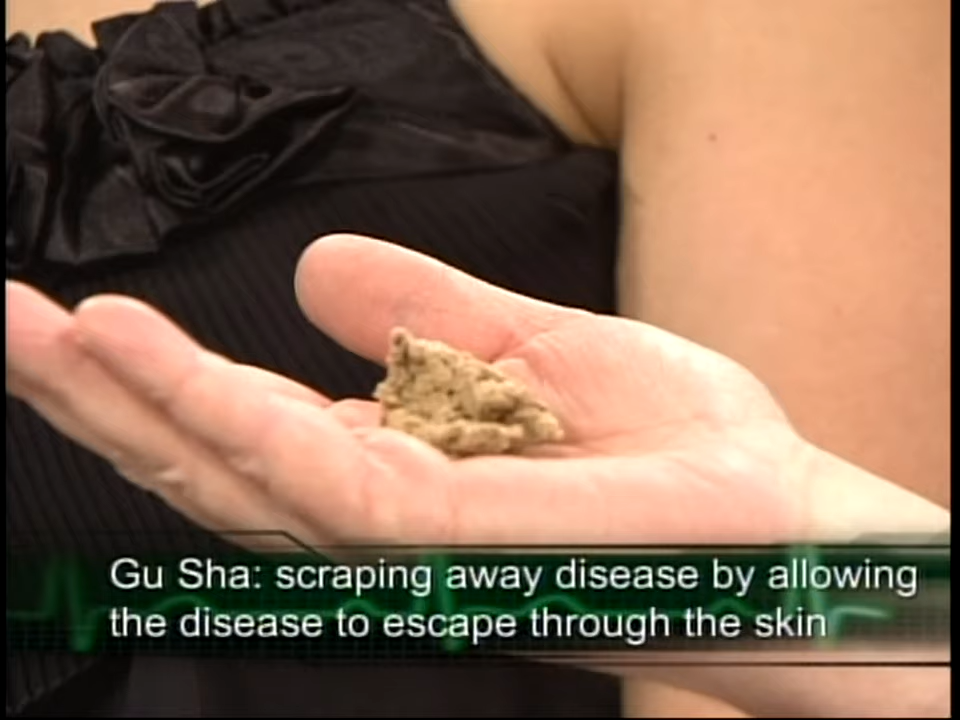 Gu Sha: scraping away disease by allowing
the disease to escape through the skin